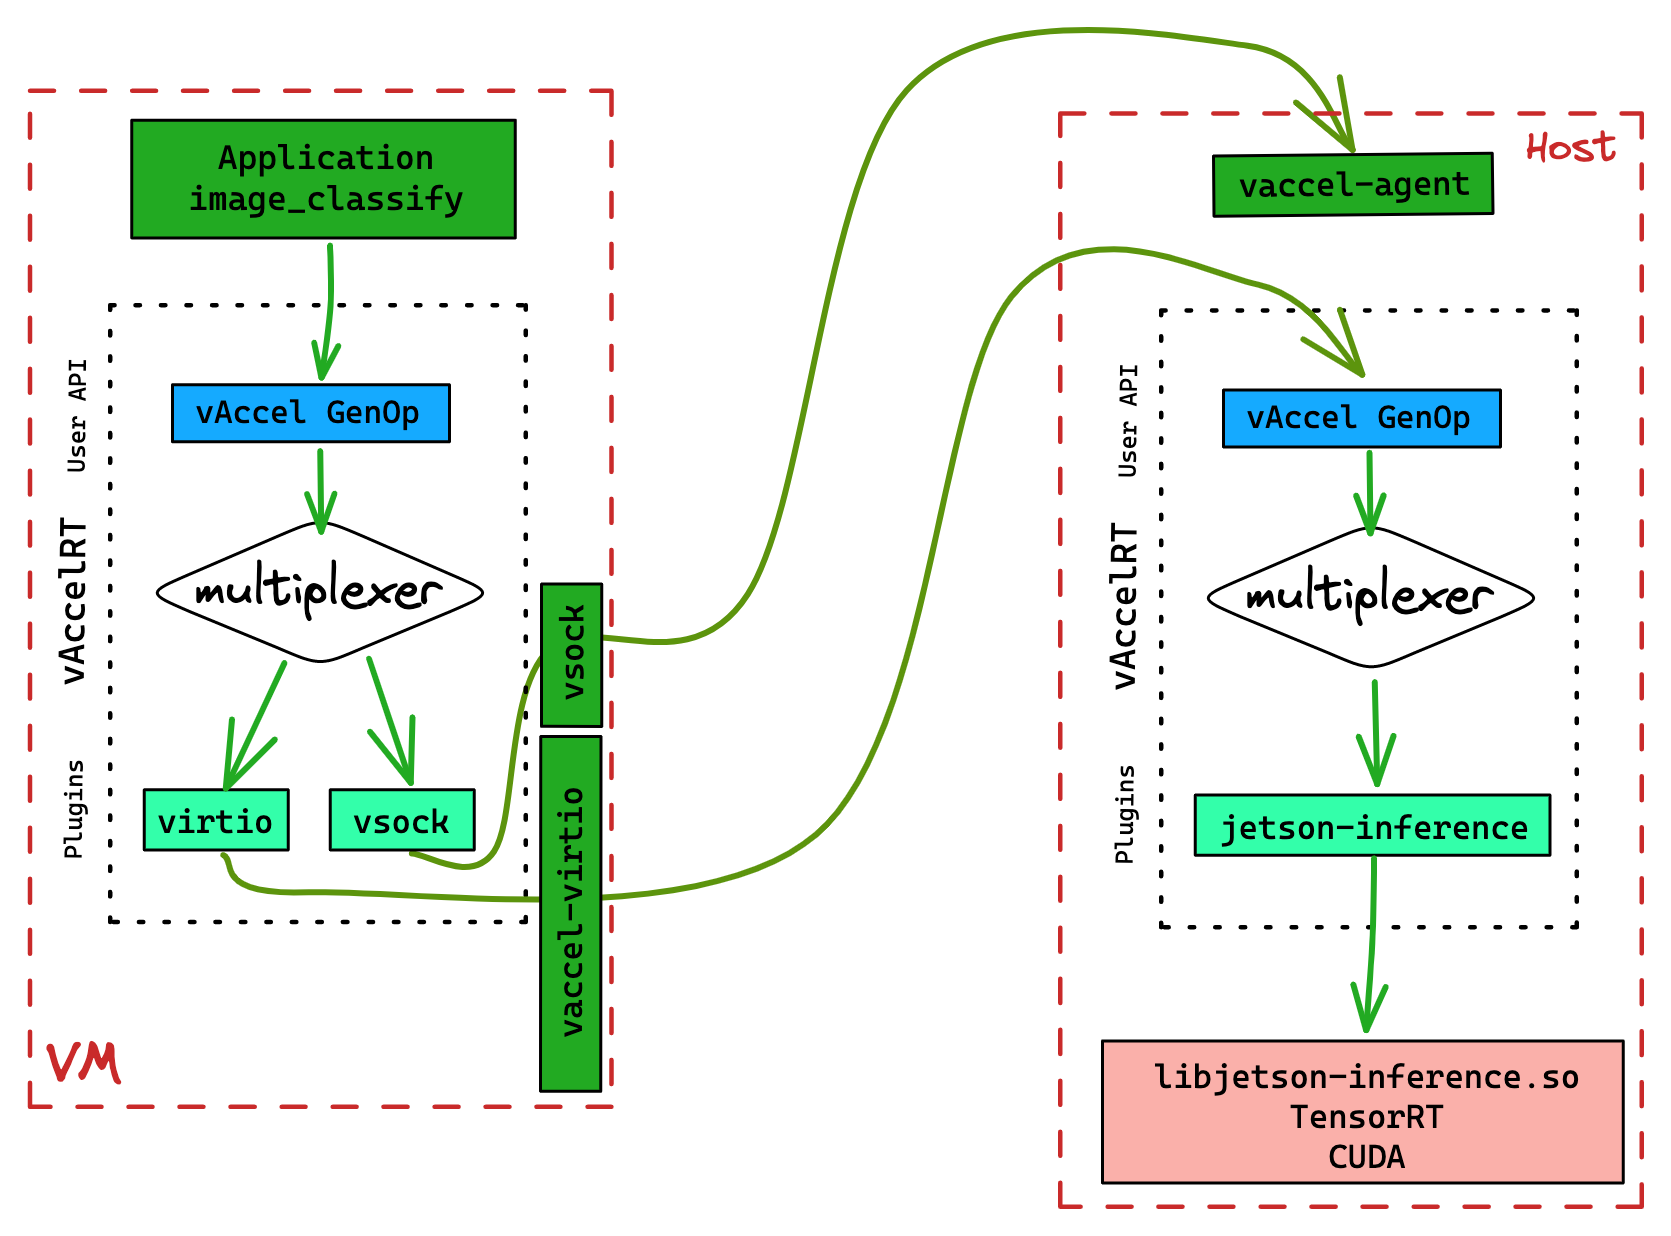 Application
image_classify
User API
vAccel GenOp
vAccelRT
multiplexer
Plugins
virtio
vsock
vsock
vaccel-virtio
VM
Host
vaccel-agent
User API
vAccel GenOp
vAccelRT
multiplexer
Plugins
jetson-inference
libjetson-inference.so
TensorRT
CUDA